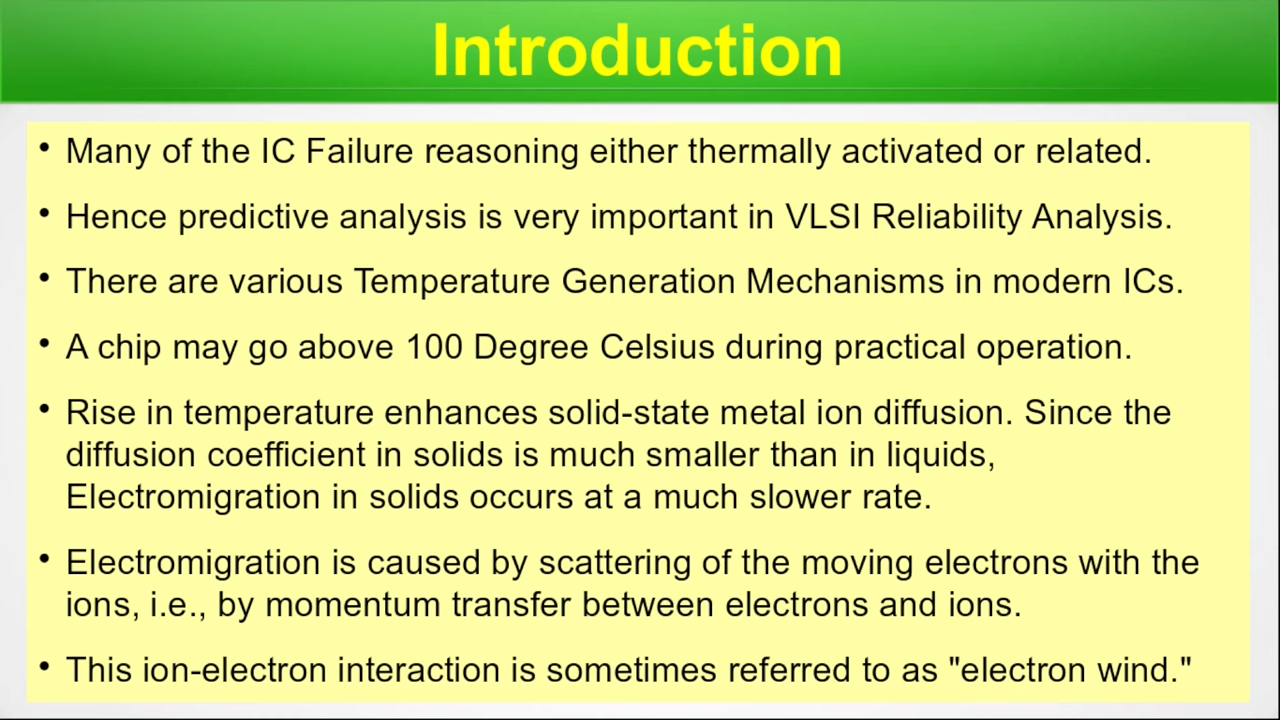 Introduction
• Many of the IC Failure reasoning either thermally activated or related.
• Hence predictive analysis is very important in VLSI Reliability Analysis.
• There are various Temperature Generation Mechanisms in modern ICs.
• A chip may go above 100 Degree Celsius during practical operation.
• Rise in temperature enhances solid-state metal ion diffusion. Since the
diffusion coefficient in solids is much smaller than in liquids,
Electromigration in solids occurs at a much slower rate.
• Electromigration is caused by scattering of the moving electrons with the
ions, i.e., by momentum transfer between electrons and ions.
• This ion-electron interaction is sometimes referred to as "electron wind."